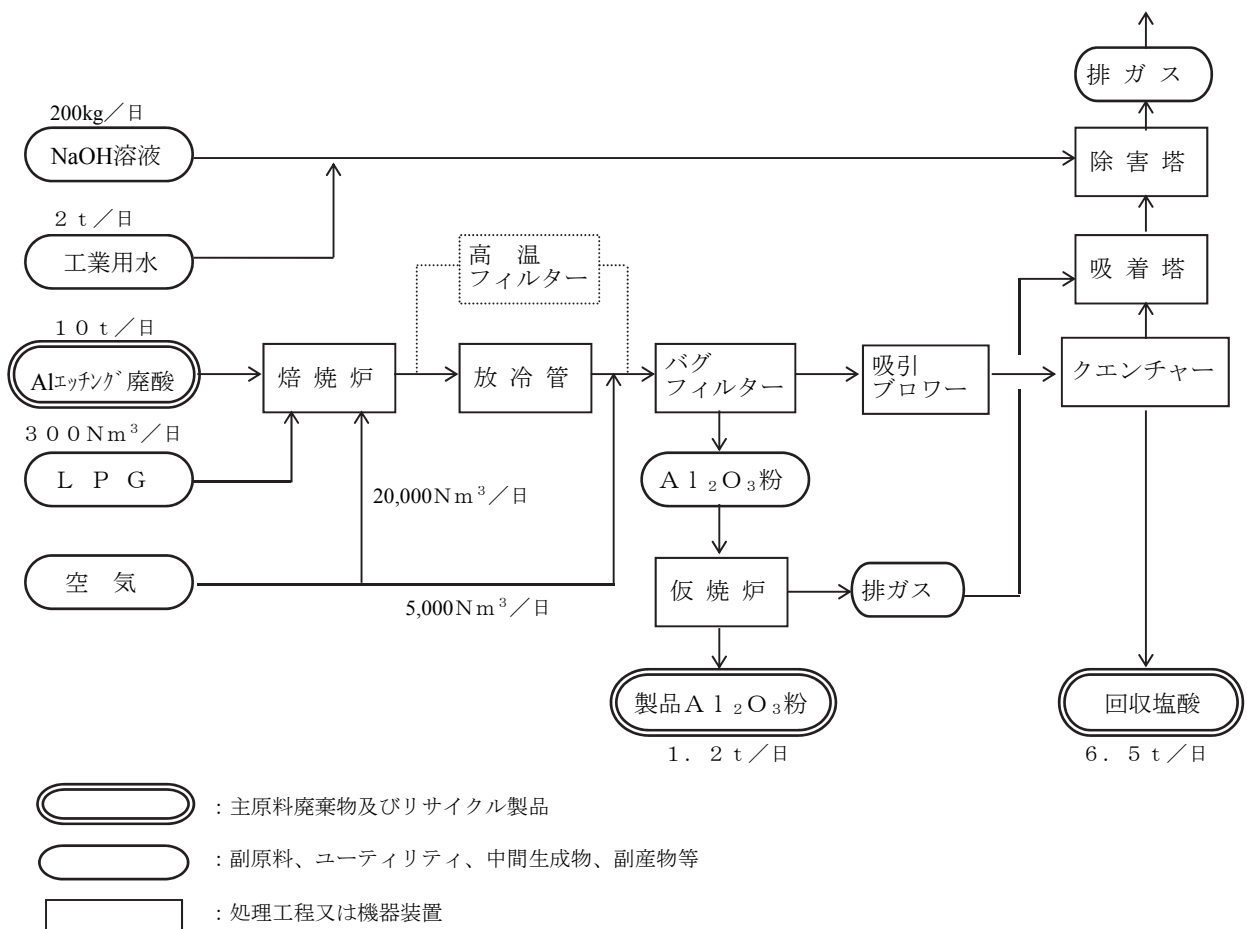 排 ガ ス
200kg／日
NaOH溶液
除 害 塔
２ｔ／日
工業用水
高　温
フィルター
吸 着 塔
１０ｔ／日
Alｴｯﾁﾝｸﾞ廃酸
焙 焼 炉
放 冷 管
バグ
フィルター
吸引
ブロワー
クエンチャー
３００Ｎｍ³／日
Ｌ Ｐ Ｇ
Ａｌ₂Ｏ₃粉
20,000Ｎｍ³／日
空　気
5,000Ｎｍ³／日
仮 焼 炉
排ガス
製品Ａｌ₂Ｏ₃粉
回収塩酸
１．２ｔ／日
６．５ｔ／日
：主原料廃棄物及びリサイクル製品
：副原料、ユーティリティ、中間生成物、副産物等
：処理工程又は機器装置